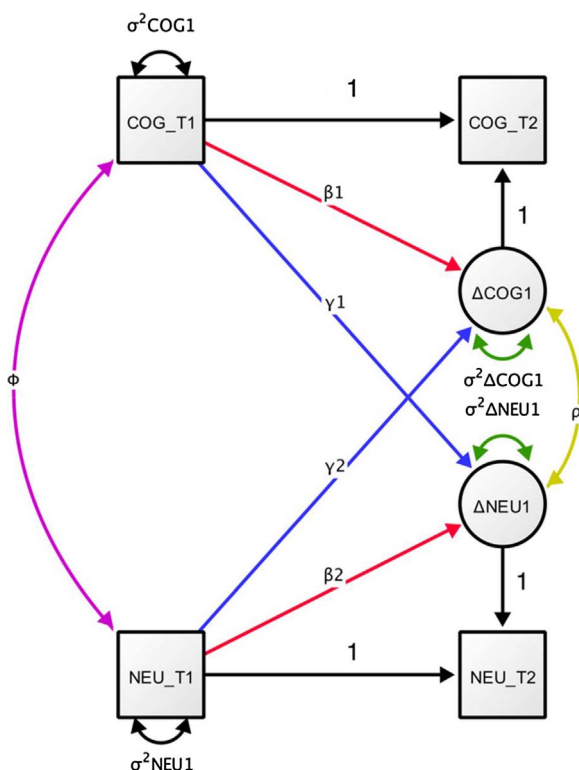 σ²COG1
1
COG_T1
COG_T2
β1
1
ΔCOG1
γ1
σ²ΔCOG1
Φ
σ²ΔNEU1
ρ
γ2
ΔNEU1
β2
1
1
NEU_T1
NEU_T2
σ²NEU1